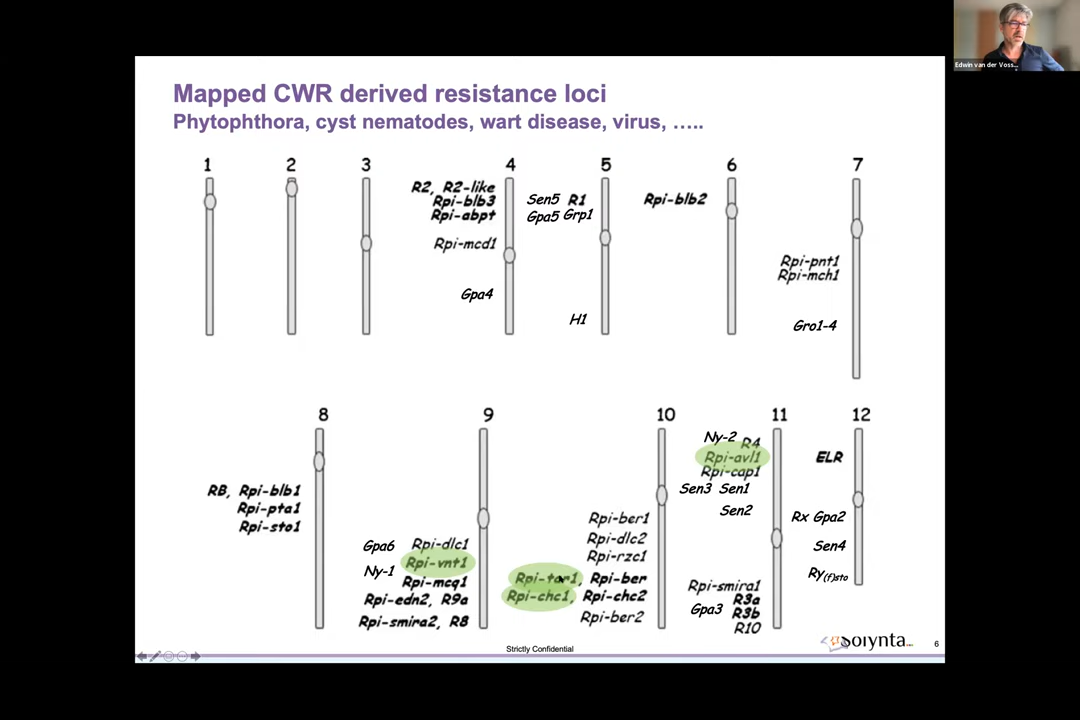 Edwin van der Voss...
Mapped CWR derived resistance loci
Phytophthora, cyst nematodes, wart disease, virus, …..
1 2 3 4 5 6 7
R2, R2-like
Rpi-blb3
Rpi-abpt
Rpi-mcd1
Gpa4
Sen5 R1
Gpa5 Grp1
H1
Rpi-blb2
Rpi-pnt1
Rpi-mch1
Gro1-4
8 9 10 11 12
RB, Rpi-blb1
Rpi-pta1
Rpi-sto1
Gpa6 Rpi-dlc1
Rpi-vnt1
Ny-1
Rpi-mcq1
Rpi-edn2, R9a
Rpi-smira2, R8
Rpi-ber1
Rpi-dlc2
Rpi-rzc1
Rpi-tar1, Rpi-ber
Rpi-chc1, Rpi-chc2
Rpi-ber2
Ny-2 R4
Rpi-avl1
Rpi-cap1
Sen3 Sen1
Sen2
Rpi-smira1
Gpa3 R3a
R3b
R10
ELR
Rx Gpa2
Sen4
Ry(f)sto
Strictly Confidential
Solynta
6